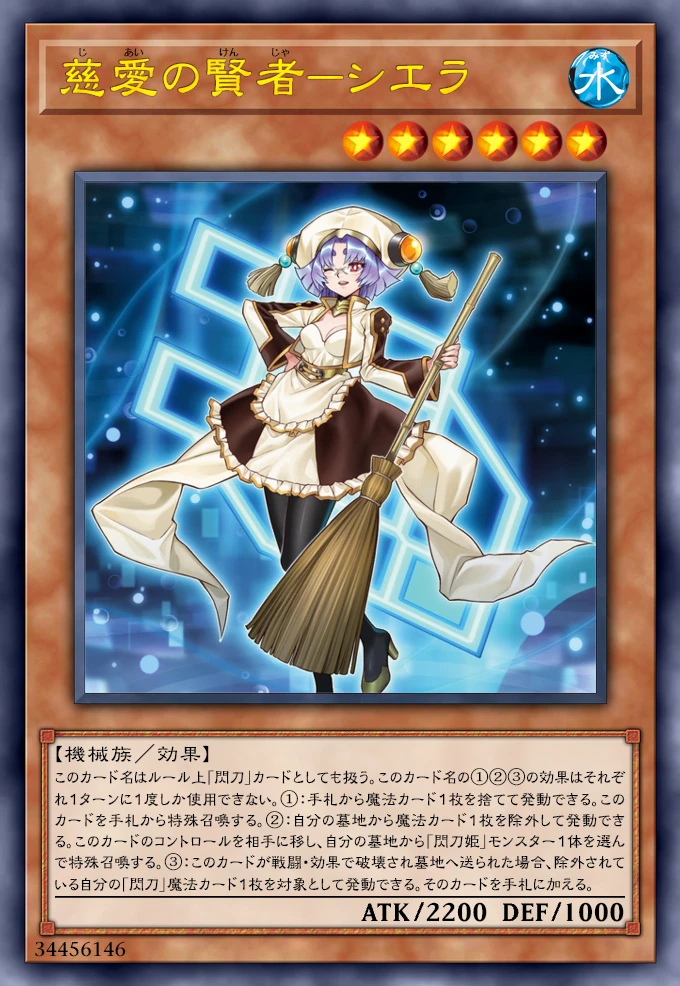 じ あい けん じゃ
慈愛の賢者－シエラ
みず
水
【機械族／効果】
このカード名はルール上「閃刀」カードとしても扱う。このカード名の①②③の効果はそれぞ
れ1ターンに1度しか使用できない。①：手札から魔法カード1枚を捨てて発動できる。この
カードを手札から特殊召喚する。②：自分の墓地から魔法カード1枚を除外して発動でき
る。このカードのコントロールを相手に移し、自分の墓地から「閃刀姫」モンスター1体を選ん
で特殊召喚する。③：このカードが戦闘・効果で破壊され墓地へ送られた場合、除外されて
いる自分の「閃刀」魔法カード1枚を対象として発動できる。そのカードを手札に加える。
ATK/2200 DEF/1000
34456146